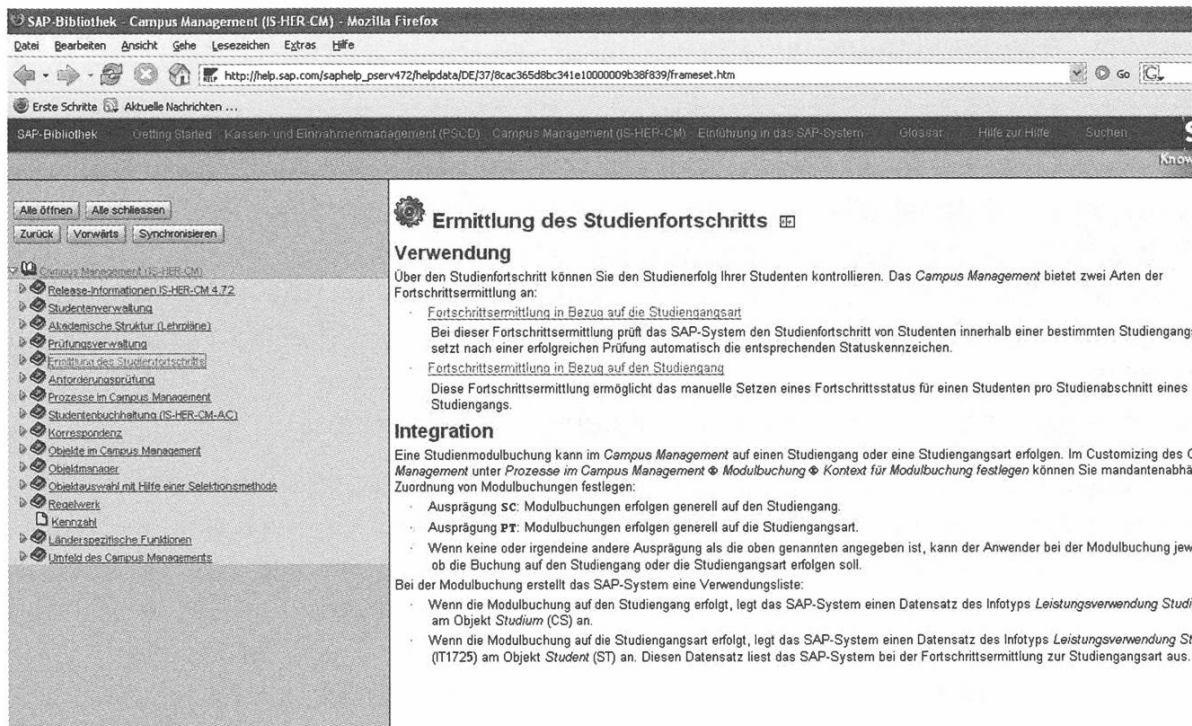 SAP-Bibliothek - Campus Management (IS-HER-CM) - Mozilla Firefox
Datei Bearbeiten Ansicht Gehe Lesezeichen Extras Hilfe
http://help.sap.com/saphelp_pserv472/helpdata/DE/37/8cac365d8bc341e10000009b38f839/frameset.htm Go G
Erste Schritte Aktuelle Nachrichten ...
SAP-Bibliothek Getting Started Kassen- und Einnahmenmanagement (PSCD) Campus Management (IS-HER-CM) Einführung in das SAP-System Glossar Hilfe zur Hilfe Suchen S
Know
Alle öffnen Alle schliessen
Zurück Vorwärts Synchronisieren
Campus Management (IS-HER-CM)
Release-Informationen IS-HER-CM 4.72
Studentenverwaltung
Akademische Struktur (Lehrpläne)
Prüfungsverwaltung
Ermittlung des Studienfortschritts
Anforderungsprüfung
Prozesse im Campus Management
Studentenbuchhaltung (IS-HER-CM-AC)
Korrespondenz
Objekte im Campus Management
Objektmanager
Objektauswahl mit Hilfe einer Selektionsmethode
Regelwerk
Kennzahl
Länderspezifische Funktionen
Umfeld des Campus Managements
Ermittlung des Studienfortschritts
Verwendung
Über den Studienfortschritt können Sie den Studienerfolg Ihrer Studenten kontrollieren. Das Campus Management bietet zwei Arten der
Fortschrittsermittlung an:
· Fortschrittsermittlung in Bezug auf die Studiengangsart
Bei dieser Fortschrittsermittlung prüft das SAP-System den Studienfortschritt von Studenten innerhalb einer bestimmten Studiengangs
setzt nach einer erfolgreichen Prüfung automatisch die entsprechenden Statuskennzeichen.
· Fortschrittsermittlung in Bezug auf den Studiengang
Diese Fortschrittsermittlung ermöglicht das manuelle Setzen eines Fortschrittsstatus für einen Studenten pro Studienabschnitt eines
Studiengangs.
Integration
Eine Studienmodulbuchung kann im Campus Management auf einen Studiengang oder eine Studiengangsart erfolgen. Im Customizing des C
Management unter Prozesse im Campus Management Modulbuchung Kontext für Modulbuchung festlegen können Sie mandantenabhä
Zuordnung von Modulbuchungen festlegen:
· Ausprägung SC: Modulbuchungen erfolgen generell auf den Studiengang.
· Ausprägung PT: Modulbuchungen erfolgen generell auf die Studiengangsart.
· Wenn keine oder irgendeine andere Ausprägung als die oben genannten angegeben ist, kann der Anwender bei der Modulbuchung jew
ob die Buchung auf den Studiengang oder die Studiengangsart erfolgen soll.
Bei der Modulbuchung erstellt das SAP-System eine Verwendungsliste:
· Wenn die Modulbuchung auf den Studiengang erfolgt, legt das SAP-System einen Datensatz des Infotyps Leistungsverwendung Studi
am Objekt Studium (CS) an.
· Wenn die Modulbuchung auf die Studiengangsart erfolgt, legt das SAP-System einen Datensatz des Infotyps Leistungsverwendung St
(IT1725) am Objekt Student (ST) an. Diesen Datensatz liest das SAP-System bei der Fortschrittsermittlung zur Studiengangsart aus.